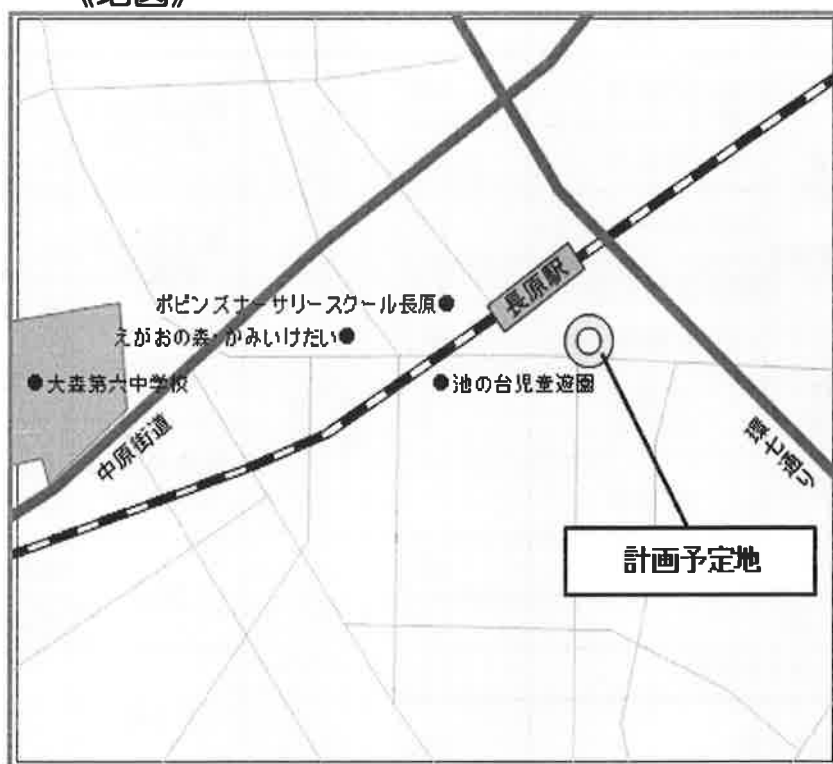 《地図》
長原駅
ポピンズナーサリースクール長原●
えがおの森・かみいけだい●
●大森第六中学校
●池の台児童遊園
中原街道
環七通り
計画予定地